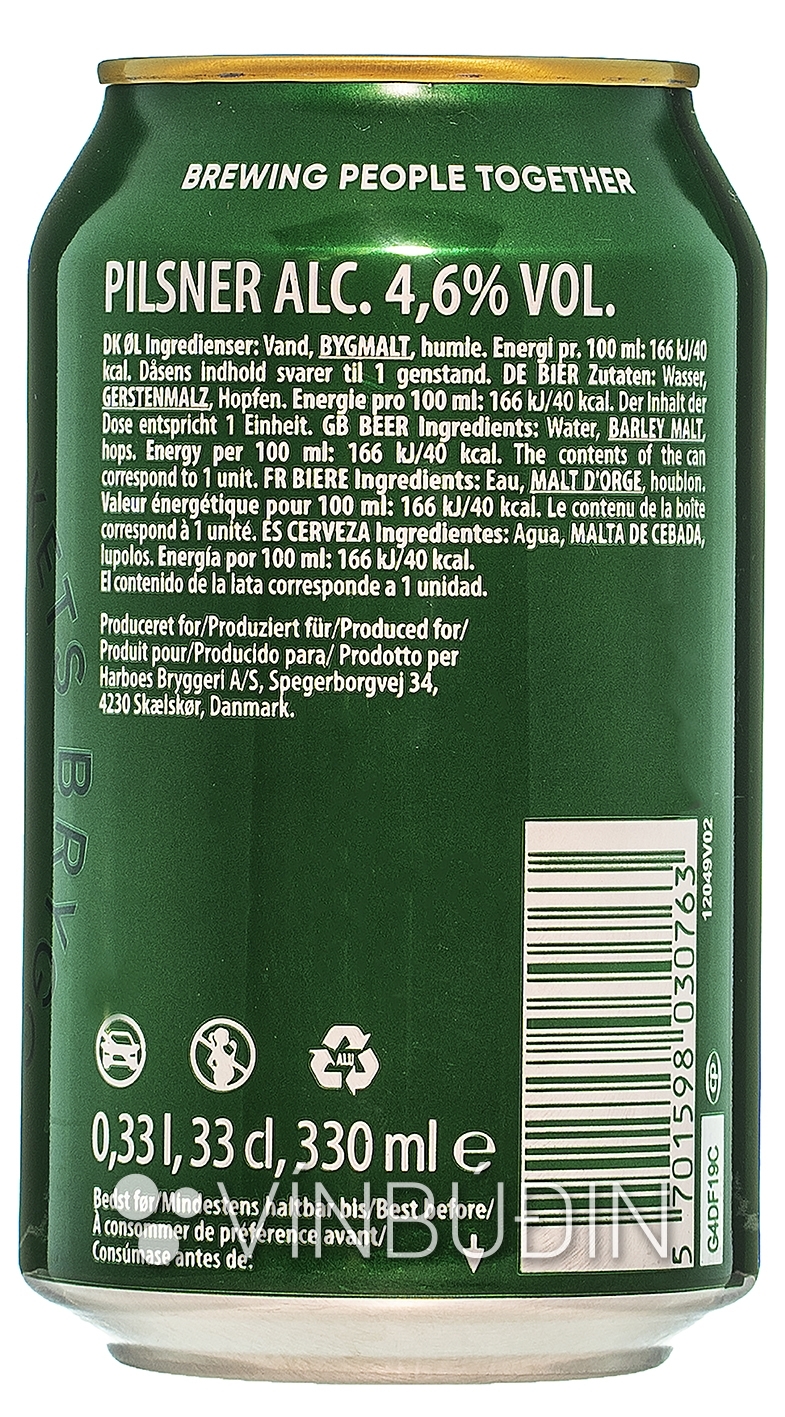 BREWING PEOPLE TOGETHER
PILSNER ALC. 4,6% VOL.
DK ØL Ingredienser: Vand, BYGMALT, humle. Energi pr. 100 ml: 166 kJ/40
kcal. Dåsens indhold svarer til 1 genstand. DE BIER Zutaten: Wasser,
GERSTENMALZ, Hopfen. Energie pro 100 ml: 166 kJ/40 kcal. Der Inhalt der
Dose entspricht 1 Einheit. GB BEER Ingredients: Water, BARLEY MALT,
hops. Energy per 100 ml: 166 kJ/40 kcal. The contents of the can
correspond to 1 unit. FR BIERE Ingredients: Eau, MALT D'ORGE, houblon.
Valeur énergétique pour 100 ml: 166 kJ/40 kcal. Le contenu de la boîte
correspond à 1 unité. ES CERVEZA Ingredientes: Agua, MALTA DE CEBADA,
lupolos. Energía por 100 ml: 166 kJ/40 kcal.
El contenido de la lata corresponde a 1 unidad.
Produceret for/Produziert für/Produced for/
Produit pour/Producido para/ Prodotto per
Harboes Bryggeri A/S, Spegerborgvej 34,
4230 Skælskør, Danmark.
ETS BRYG
12049V02
5 701598 030763
GP
G4DF19C
ALU
0,33 l, 33 cl, 330 ml e
Bedst før/Mindestens haltbar bis/Best before/
À consommer de préférence avant/
Consúmase antes de:
VÍNBÚÐIN